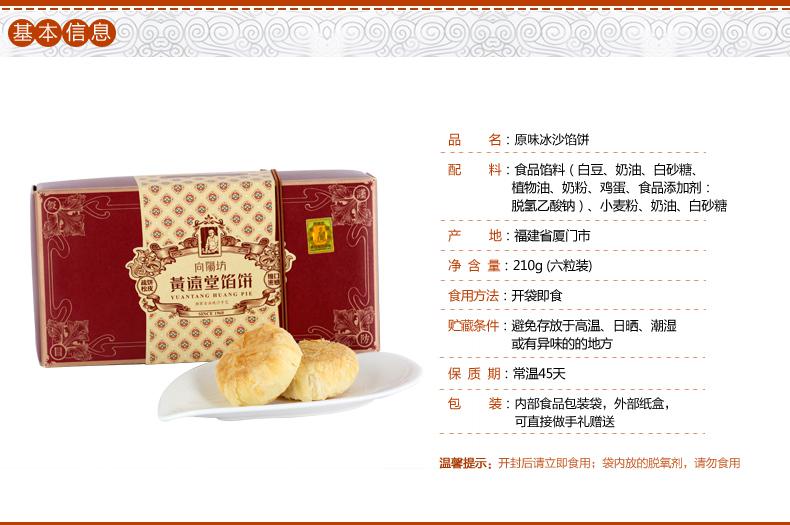 基本信息
品 名：原味冰沙馅饼
配 料：食品馅料（白豆、奶油、白砂糖、
植物油、奶粉、鸡蛋、食品添加剂：
脱氢乙酸钠）、小麦粉、奶油、白砂糖
产 地：福建省厦门市
净 含 量：210g (六粒装)
食用方法：开袋即食
贮藏条件：避免存放于高温、日晒、潮湿
或有异味的的地方
保 质 期：常温45天
包 装：内部食品包装袋，外部纸盒，
可直接做手礼赠送
温馨提示：开封后请立即食用；袋内放的脱氧剂，请勿食用
向陽坊
黃遠堂馅饼
YUANTANG HUANG PIE
SINCE 1960